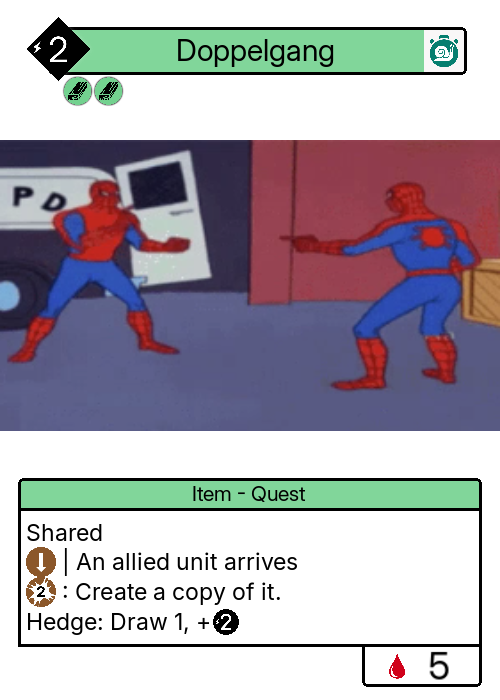 2 Doppelgang
P D
Item - Quest
Shared
| An allied unit arrives
2 : Create a copy of it.
Hedge: Draw 1, +2
5